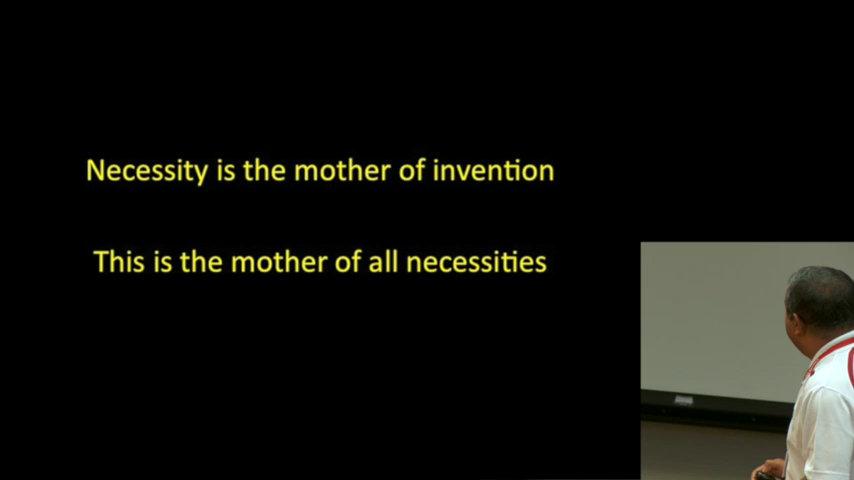 Necessity is the mother of invention
This is the mother of all necessities